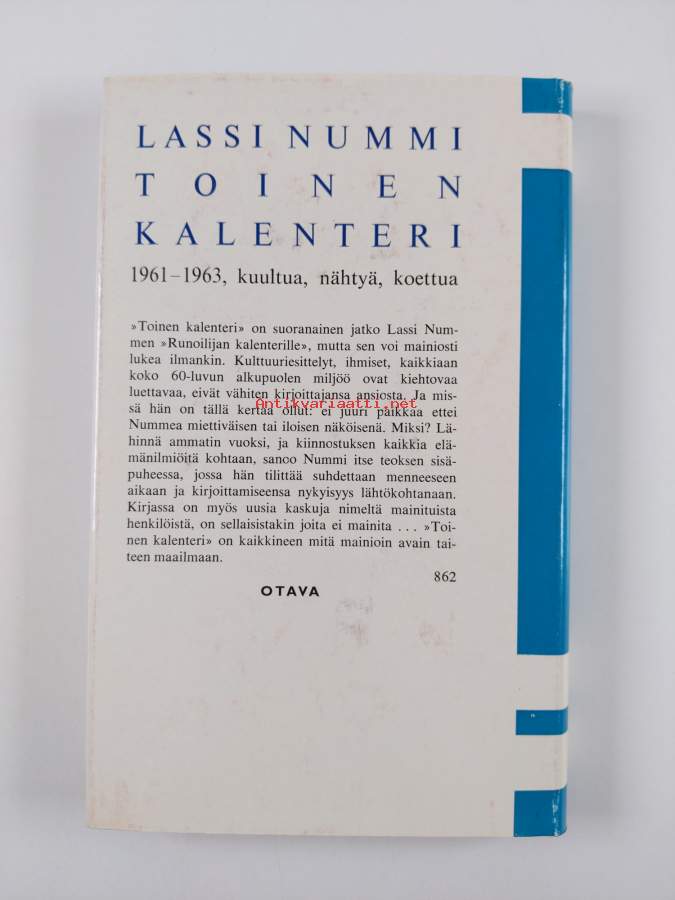 LASSI NUMMI
TOINEN
KALENTERI
1961–1963, kuultua, nähtyä, koettua
»Toinen kalenteri» on suoranainen jatko Lassi Num-
men »Runoilijan kalenterille», mutta sen voi mainiosti
lukea ilmankin. Kulttuuriesittelyt, ihmiset, kaikkiaan
koko 60-luvun alkupuolen miljöö ovat kiehtovaa
luettavaa, eivät vähiten kirjoittajansa ansiosta. Ja mis-
Antikvariaatti.net
sä hän on tällä kertaa ollut: ei juuri paikkaa ettei
Nummea miettiväisen tai iloisen näköisenä. Miksi? Lä-
hinnä ammatin vuoksi, ja kiinnostuksen kaikkia elä-
mänilmiöitä kohtaan, sanoo Nummi itse teoksen sisä-
puheessa, jossa hän tilittää suhdettaan menneeseen
aikaan ja kirjoittamiseensa nykyisyys lähtökohtanaan.
Kirjassa on myös uusia kaskuja nimeltä mainituista
henkilöistä, on sellaisistakin joita ei mainita . . . »Toi-
nen kalenteri» on kaikkineen mitä mainioin avain tai-
teen maailmaan.
862
OTAVA